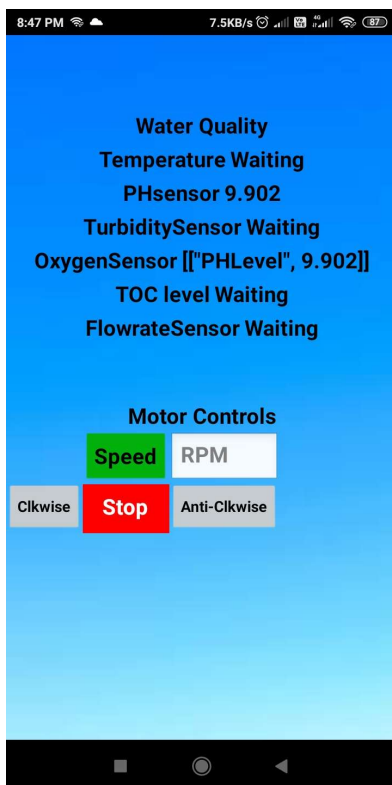 8:47 PM 7.5KB/s 4G 87
Water Quality
Temperature Waiting
PHsensor 9.902
TurbiditySensor Waiting
OxygenSensor [["PHLevel", 9.902]]
TOC level Waiting
FlowrateSensor Waiting
Motor Controls
Speed RPM
Clkwise Stop Anti-Clkwise